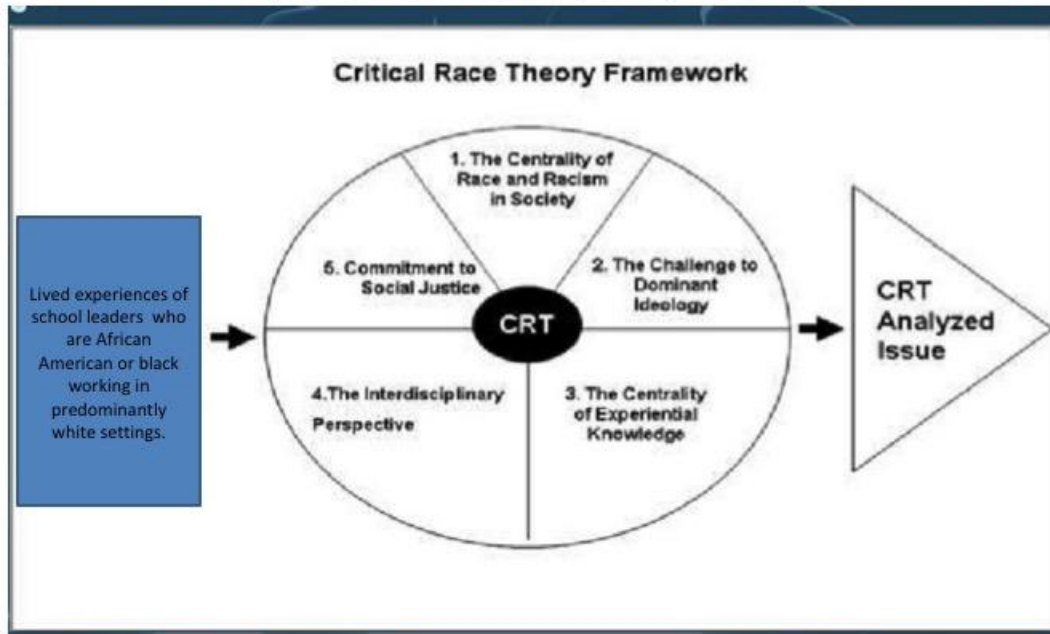 Critical Race Theory Framework
1. The Centrality of
Race and Racism
in Society
5. Commitment to
Social Justice
2. The Challenge to
Dominant
Ideology
CRT
4.The Interdisciplinary
Perspective
3. The Centrality
of Experiential
Knowledge
Lived experiences of
school leaders who
are African
American or black
working in
predominantly
white settings.
CRT
Analyzed
Issue